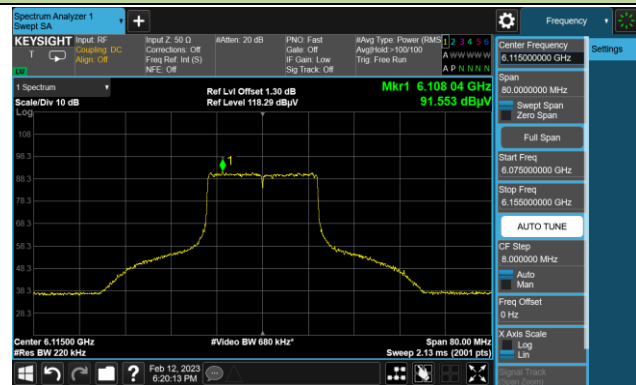 Spectrum Analyzer 1
Swept SA
Frequency
KEYSIGHT
Input: RF
Coupling: DC
Align: Off
Input Z: 50 Ω
Corrections: Off
Freq Ref: Int (S)
NFE: Off
#Atten: 20 dB
PNO: Fast
Gate: Off
IF Gain: Low
Sig Track: Off
#Avg Type: Power (RMS)
Avg|Hold:>100/100
Trig: Free Run
1 2 3 4 5 6
A W W W W W
A P N N N N
LVI
1 Spectrum
Scale/Div 10 dB
Log
Ref Lvl Offset 1.30 dB
Ref Level 118.29 dBµV
Mkr1 6.108 04 GHz
91.553 dBµV
108
98.3
88.3
78.3
68.3
58.3
48.3
38.3
28.3
1
Center 6.11500 GHz
#Res BW 220 kHz
#Video BW 680 kHz*
Span 80.00 MHz
Sweep 2.13 ms (2001 pts)
Feb 12, 2023
6:20:13 PM
Center Frequency
6.115000000 GHz
Settings
Span
80.0000000 MHz
Swept Span
Zero Span
Full Span
Start Freq
6.075000000 GHz
Stop Freq
6.155000000 GHz
AUTO TUNE
CF Step
8.000000 MHz
Auto
Man
Freq Offset
0 Hz
X Axis Scale
Log
Lin
Signal Track
(Span Zoom)